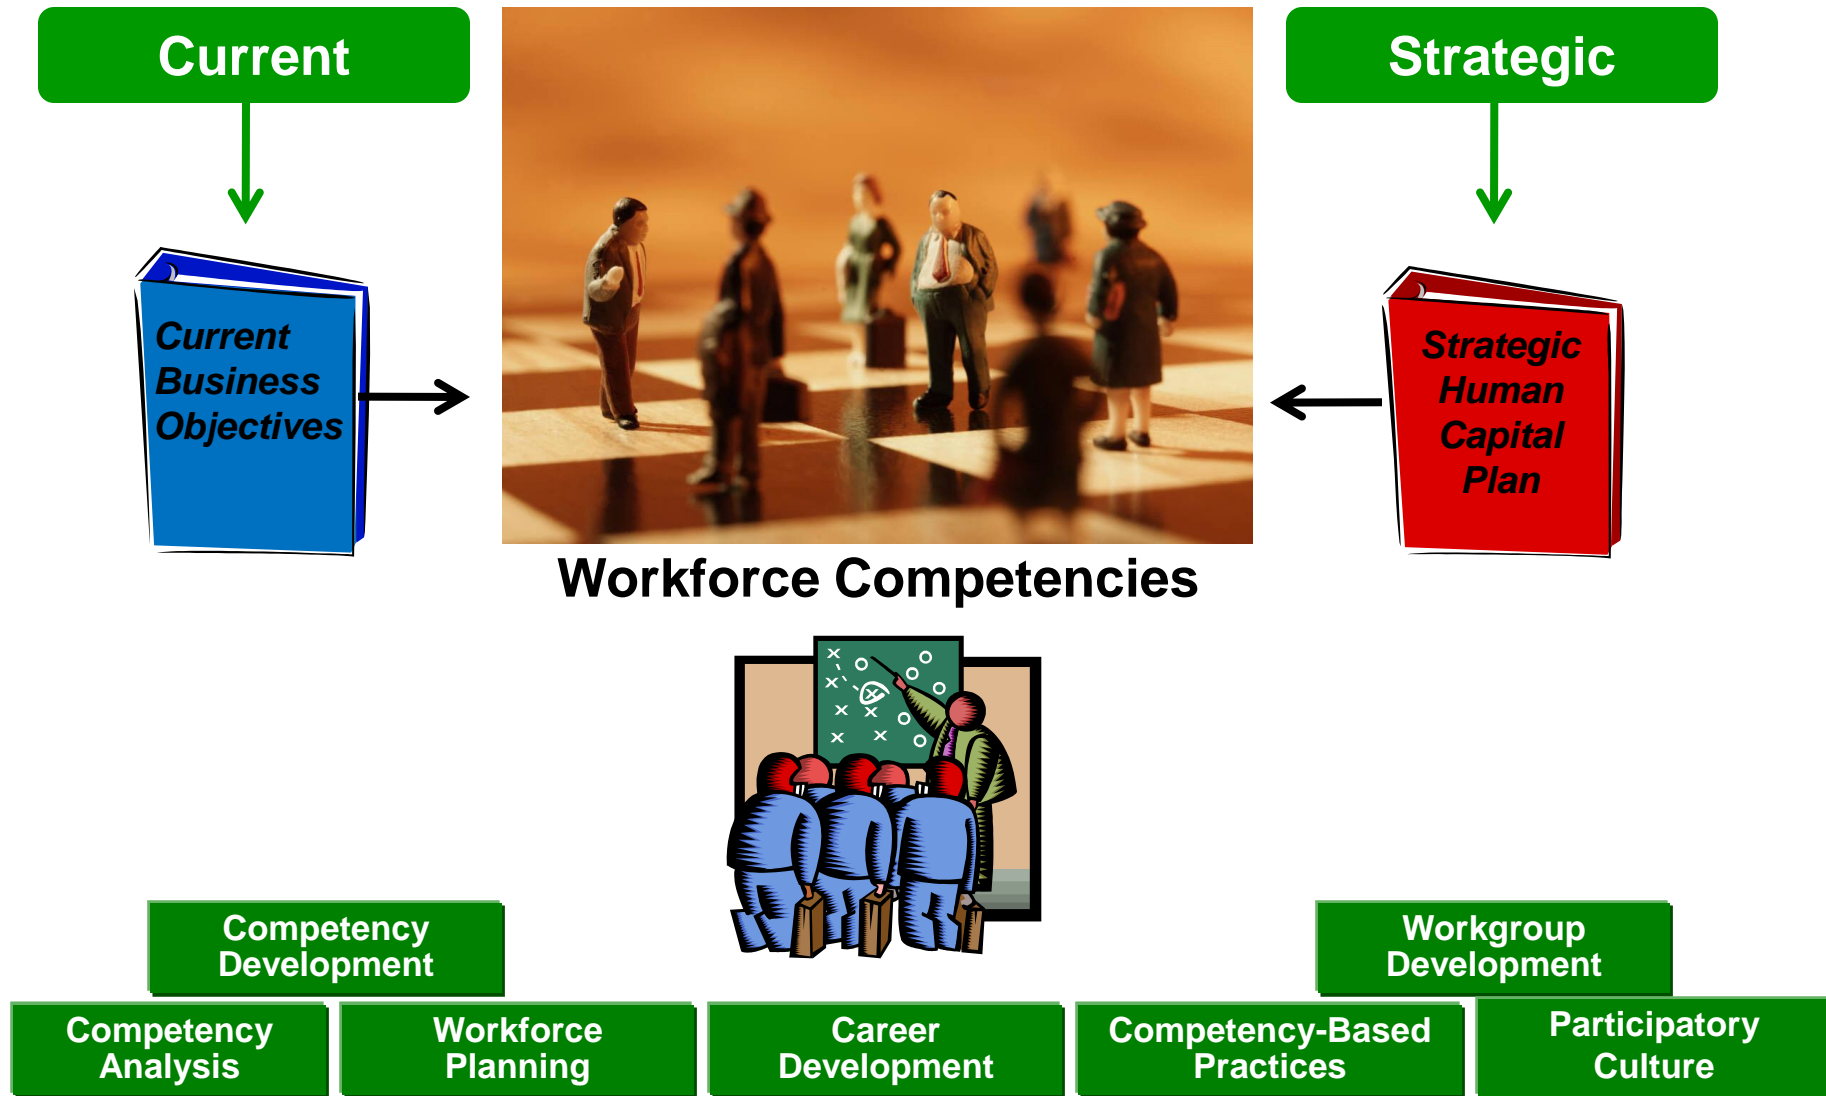 Current
Strategic
Current
Business
Objectives
Strategic
Human
Capital
Plan
Workforce Competencies
Competency
Development
Workgroup
Development
Competency
Analysis
Workforce
Planning
Career
Development
Competency-Based
Practices
Participatory
Culture